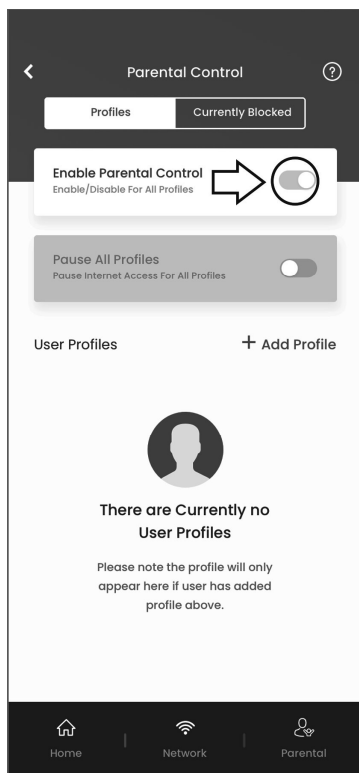 Parental Control
?
Profiles
Currently Blocked
Enable Parental Control
Enable/Disable For All Profiles
Pause All Profiles
Pause Internet Access For All Profiles
User Profiles
+ Add Profile
There are Currently no
User Profiles
Please note the profile will only
appear here if user has added
profile above.
Home
Network
Parental